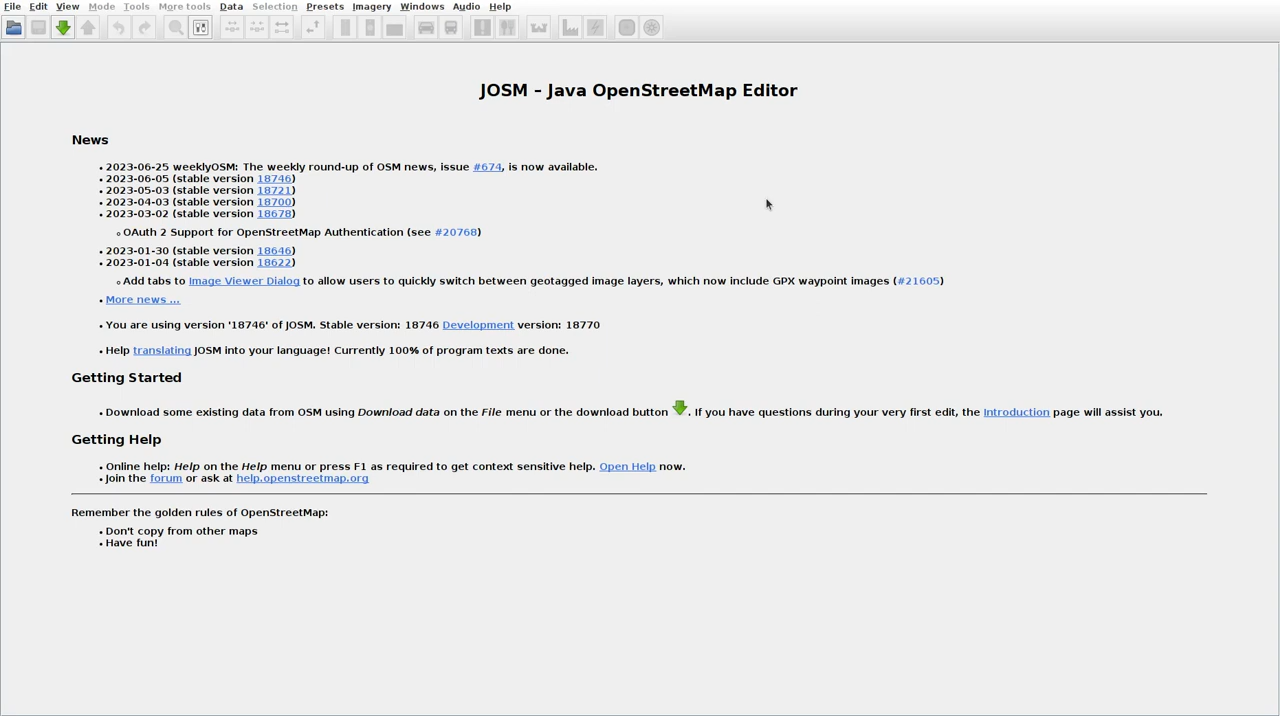 File Edit View Mode Tools More tools Data Selection Presets Imagery Windows Audio Help
JOSM – Java OpenStreetMap Editor
News
• 2023-06-25 weeklyOSM: The weekly round-up of OSM news, issue #674, is now available.
• 2023-06-05 (stable version 18746)
• 2023-05-03 (stable version 18721)
• 2023-04-03 (stable version 18700)
• 2023-03-02 (stable version 18678)
◦ OAuth 2 Support for OpenStreetMap Authentication (see #20768)
• 2023-01-30 (stable version 18646)
• 2023-01-04 (stable version 18622)
◦ Add tabs to Image Viewer Dialog to allow users to quickly switch between geotagged image layers, which now include GPX waypoint images (#21605)
• More news ...
• You are using version '18746' of JOSM. Stable version: 18746 Development version: 18770
• Help translating JOSM into your language! Currently 100% of program texts are done.
Getting Started
• Download some existing data from OSM using Download data on the File menu or the download button . If you have questions during your very first edit, the Introduction page will assist you.
Getting Help
• Online help: Help on the Help menu or press F1 as required to get context sensitive help. Open Help now.
• Join the forum or ask at help.openstreetmap.org
Remember the golden rules of OpenStreetMap:
• Don't copy from other maps
• Have fun!